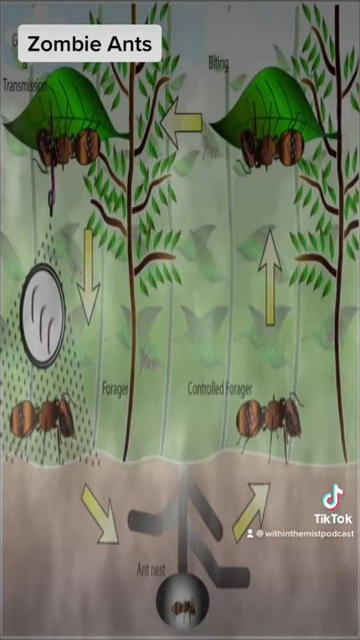 Zombie Ants
Transmission
Biting
Forager
Controlled Forager
Ant nest
TikTok
@withinthemistpodcast